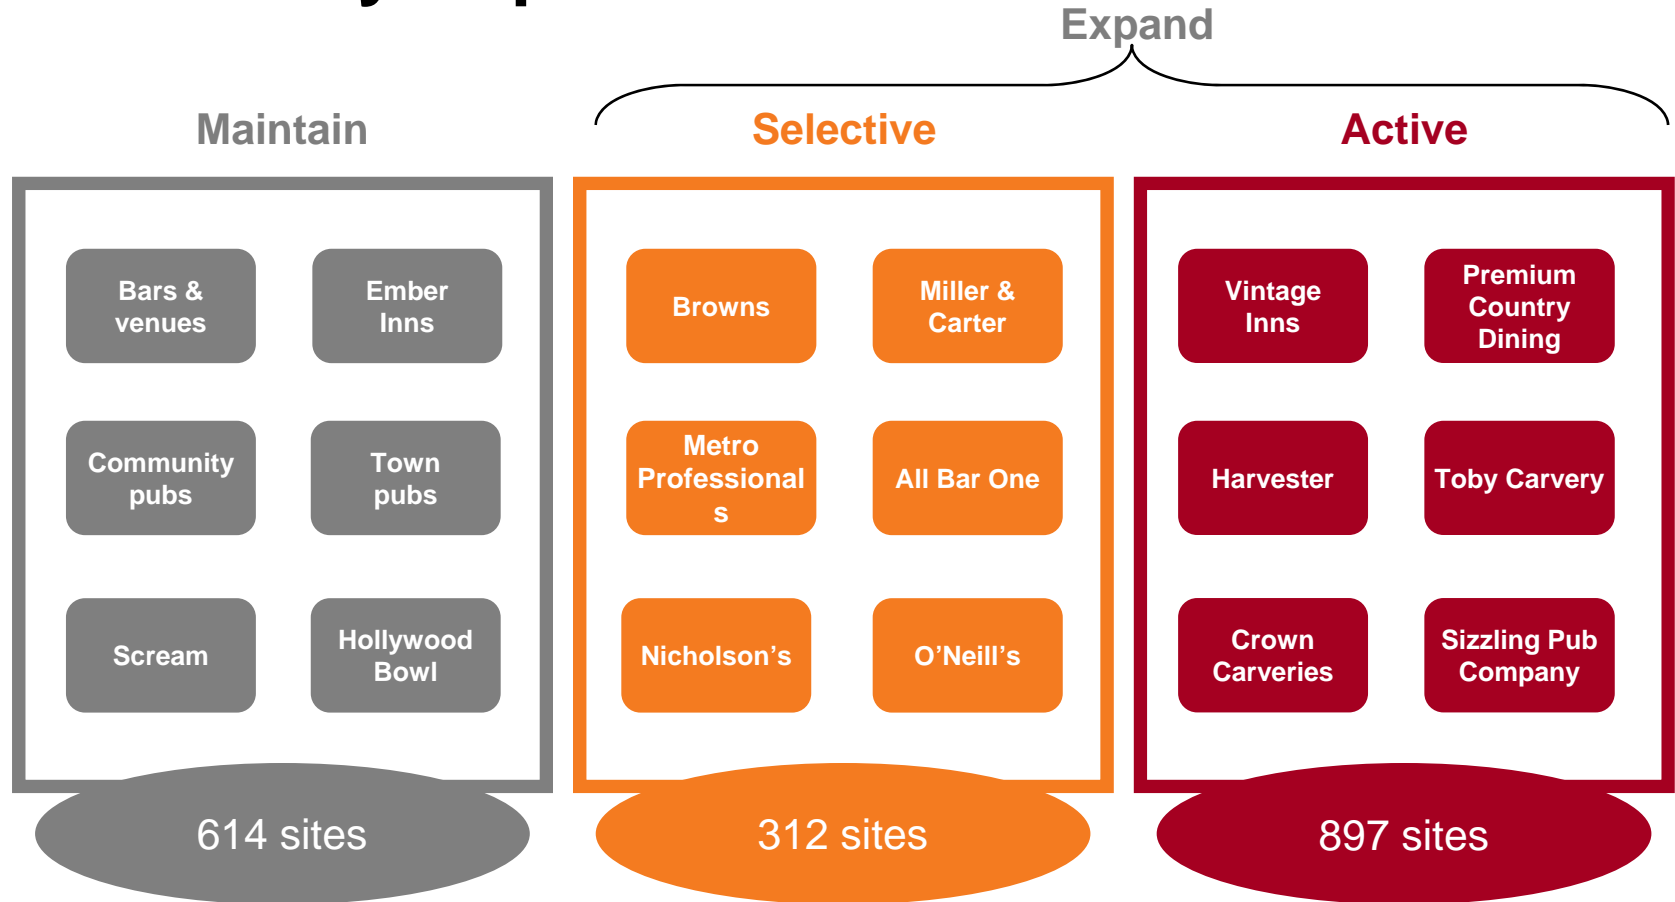 Expand
Maintain
Selective
Active
Bars &
venues
Ember
Inns
Community
pubs
Town
pubs
Scream
Hollywood
Bowl
614 sites
Browns
Miller &
Carter
Metro
Professional
s
All Bar One
Nicholson’s
O’Neill’s
312 sites
Vintage
Inns
Premium
Country
Dining
Harvester
Toby Carvery
Crown
Carveries
Sizzling Pub
Company
897 sites